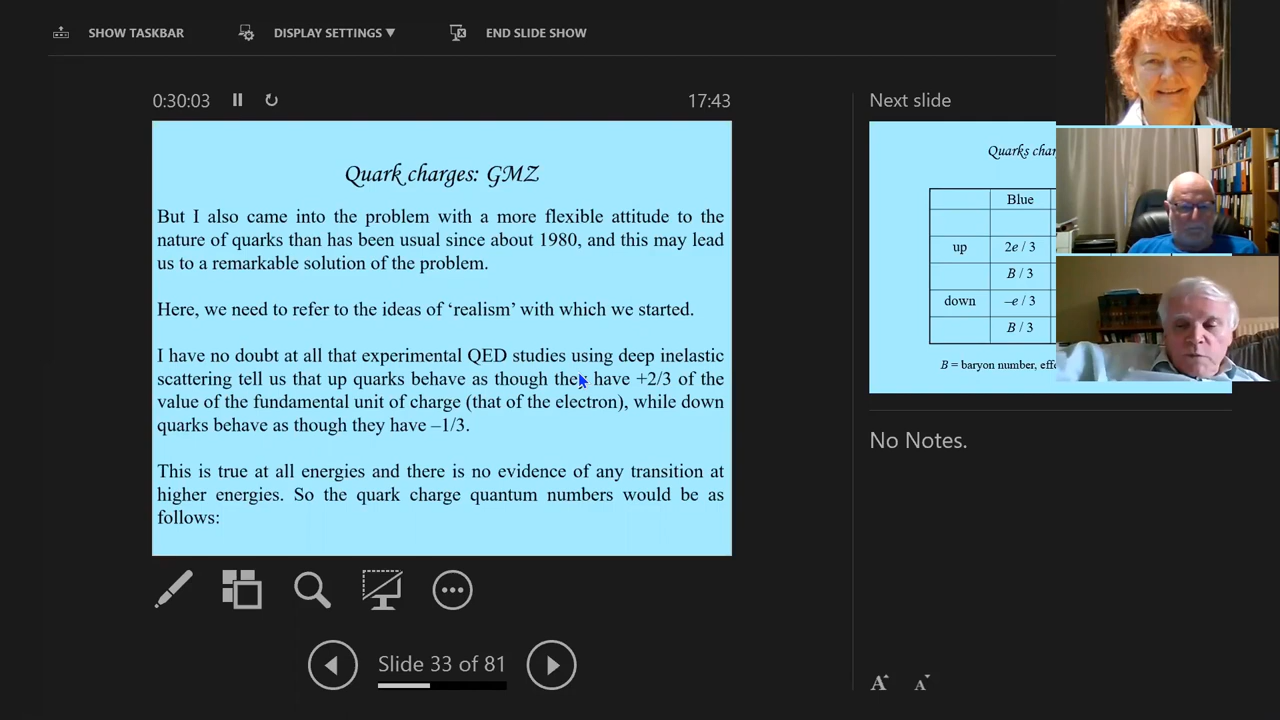 SHOW TASKBAR
DISPLAY SETTINGS ▼
END SLIDE SHOW
0:30:03
17:43
Quark charges: GMZ
But I also came into the problem with a more flexible attitude to the
nature of quarks than has been usual since about 1980, and this may lead
us to a remarkable solution of the problem.
Here, we need to refer to the ideas of ‘realism’ with which we started.
I have no doubt at all that experimental QED studies using deep inelastic
scattering tell us that up quarks behave as though they have +2/3 of the
value of the fundamental unit of charge (that of the electron), while down
quarks behave as though they have –1/3.
This is true at all energies and there is no evidence of any transition at
higher energies. So the quark charge quantum numbers would be as
follows:
Slide 33 of 81
Next slide
Quarks
Blue
up 2e / 3
B / 3
down –e / 3
B / 3
B = baryon number,
No Notes.
A A